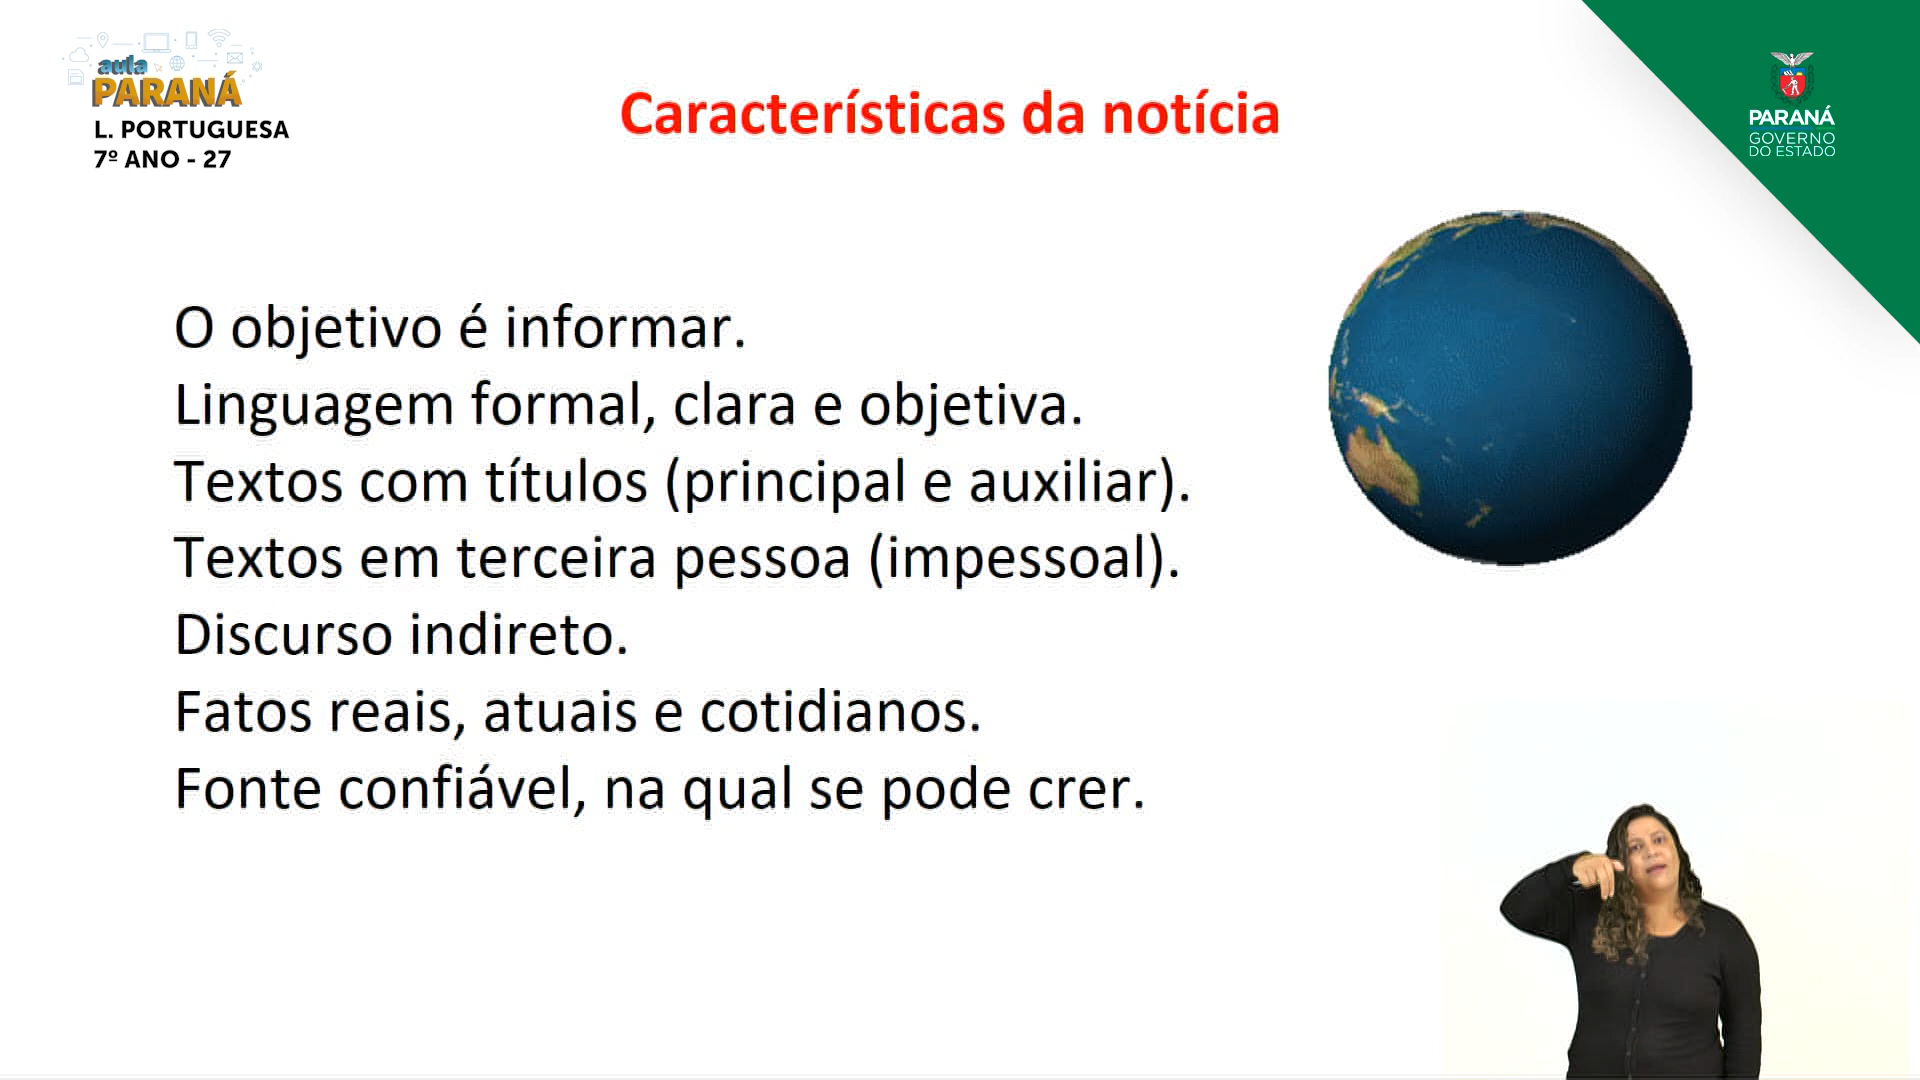 aula
PARANÁ
L. PORTUGUESA
7º ANO - 27
Características da notícia
PARANÁ
GOVERNO
DO ESTADO
O objetivo é informar.
Linguagem formal, clara e objetiva.
Textos com títulos (principal e auxiliar).
Textos em terceira pessoa (impessoal).
Discurso indireto.
Fatos reais, atuais e cotidianos.
Fonte confiável, na qual se pode crer.